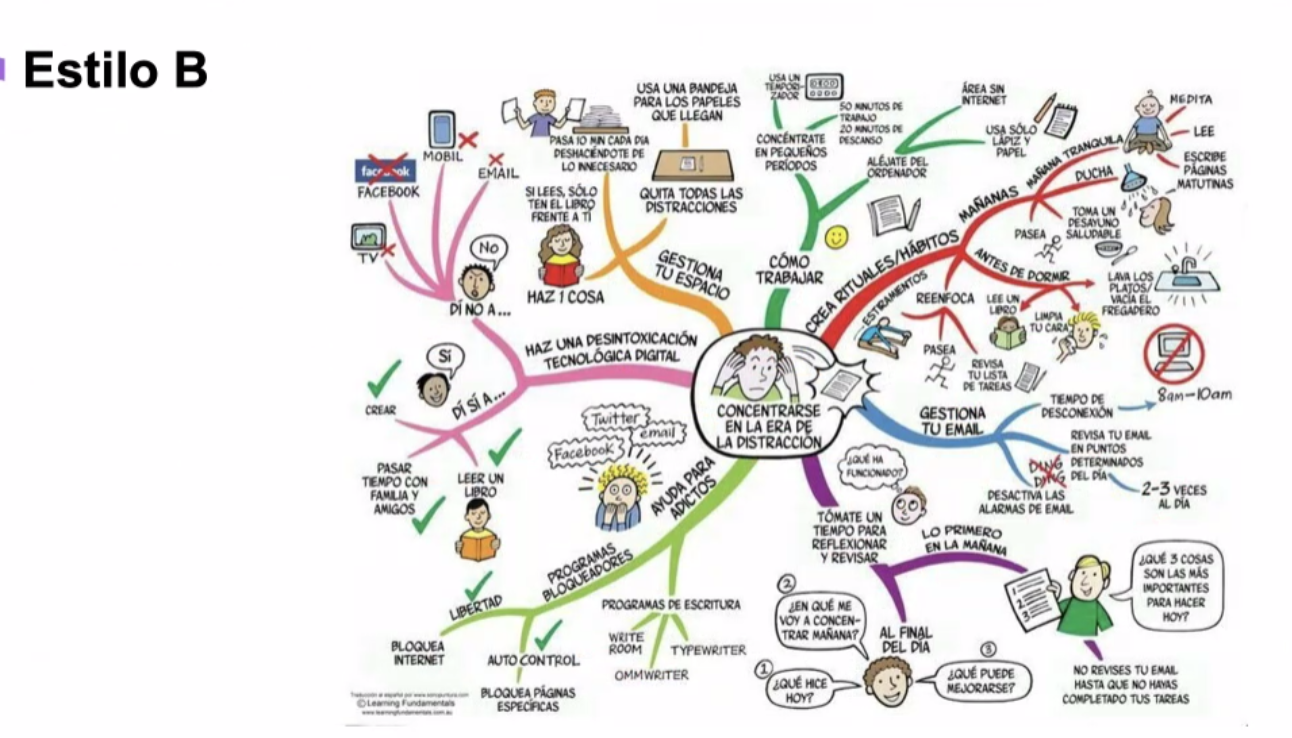 Estilo B
CONCENTRARSE
EN LA ERA DE
LA DISTRACCIÓN
CÓMO
TRABAJAR
CONCÉNTRATE
EN PEQUEÑOS
PERÍODOS
USA UN
TEMPORI-
ZADOR
50 MINUTOS DE
TRABAJO
20 MINUTOS DE
DESCANSO
ALÉJATE DEL
ORDENADOR
ÁREA SIN
INTERNET
USA SÓLO
LÁPIZ Y
PAPEL
CREA RITUALES/HÁBITOS
MAÑANAS
MAÑANA TRANQUILA
MEDITA
LEE
ESCRIBE
PÁGINAS
MATUTINAS
DUCHA
TOMA UN
DESAYUNO
SALUDABLE
PASEA
ANTES DE DORMIR
LAVA LOS
PLATOS/
VACÍA EL
FREGADERO
LEE UN
LIBRO
LIMPIA
TU CARA
ESTIRAMIENTOS
REENFOCA
PASEA
REVISA
TU LISTA
DE TAREAS
GESTIONA
TU EMAIL
TIEMPO DE
DESCONEXIÓN
8am-10am
REVISA TU EMAIL
EN PUNTOS
DETERMINADOS
DEL DÍA
2-3 VECES
AL DÍA
DING
DING
DESACTIVA LAS
ALARMAS DE EMAIL
¿QUÉ HA
FUNCIONADO?
TÓMATE UN
TIEMPO PARA
REFLEXIONAR
Y REVISAR
LO PRIMERO
EN LA MAÑANA
1
2
3
¿QUÉ 3 COSAS
SON LAS MÁS
IMPORTANTES
PARA HACER
HOY?
NO REVISES TU EMAIL
HASTA QUE NO HAYAS
COMPLETADO TUS TAREAS
AL FINAL
DEL DÍA
1
¿QUÉ HICE
HOY?
2
¿EN QUÉ ME
VOY A CONCEN-
TRAR MAÑANA?
3
¿QUÉ PUEDE
MEJORARSE?
AYUDA PARA
ADICTOS
Twitter
email
Facebook
PROGRAMAS DE ESCRITURA
WRITE
ROOM
OMMWRITER
TYPEWRITER
PROGRAMAS
BLOQUEADORES
LIBERTAD
BLOQUEA
INTERNET
AUTO CONTROL
BLOQUEA PÁGINAS
ESPECÍFICAS
HAZ UNA DESINTOXICACIÓN
TECNOLÓGICA DIGITAL
DÍ SÍ A...
Sí
CREAR
PASAR
TIEMPO CON
FAMILIA Y
AMIGOS
LEER UN
LIBRO
DÍ NO A...
No
TV
facebook
FACEBOOK
MOBIL
EMAIL
GESTIONA
TU ESPACIO
HAZ 1 COSA
SI LEES, SÓLO
TEN EL LIBRO
FRENTE A TÍ
PASA 10 MIN CADA DIA
DESHACIÉNDOTE DE
LO INNECESARIO
QUITA TODAS LAS
DISTRACCIONES
USA UNA BANDEJA
PARA LOS PAPELES
QUE LLEGAN
Traducción al español por
© Learning Fundamentals
www.learningfundamentals.com.au